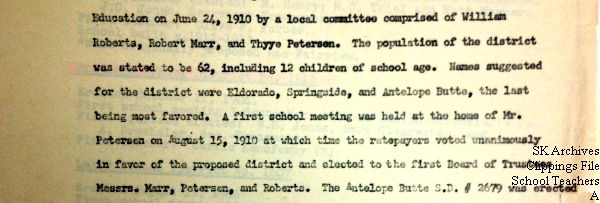 Education on June 24, 1910 by a local committee comprised of William
Roberts, Robert Marr, and Thyye Petersen. The population of the district
was stated to be 62, including 12 children of school age. Names suggested
for the district were Eldorado, Springside, and Antelope Butte, the last
being most favored. A first school meeting was held at the home of Mr.
Petersen on August 15, 1910 at which time the ratepayers voted unanimously
in favor of the proposed district and elected to the first Board of Trustees
Messrs. Marr, Petersen, and Roberts. The Antelope Butte S.D. # 2679 was erected
SK Archives
Clippings File
School Teachers
A